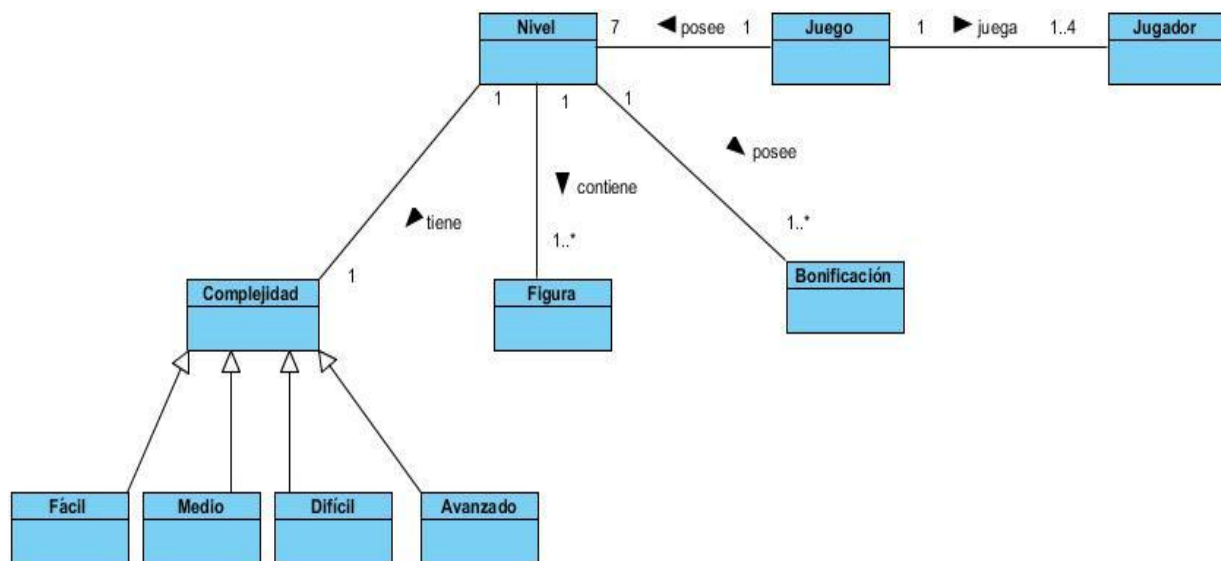 Nivel 7 posee 1 Juego 1 juega 1..4 Jugador
1 1 1
posee
contiene
tiene
1..* 1..*
1
Complejidad Figura Bonificación
Fácil Medio Difícil Avanzado